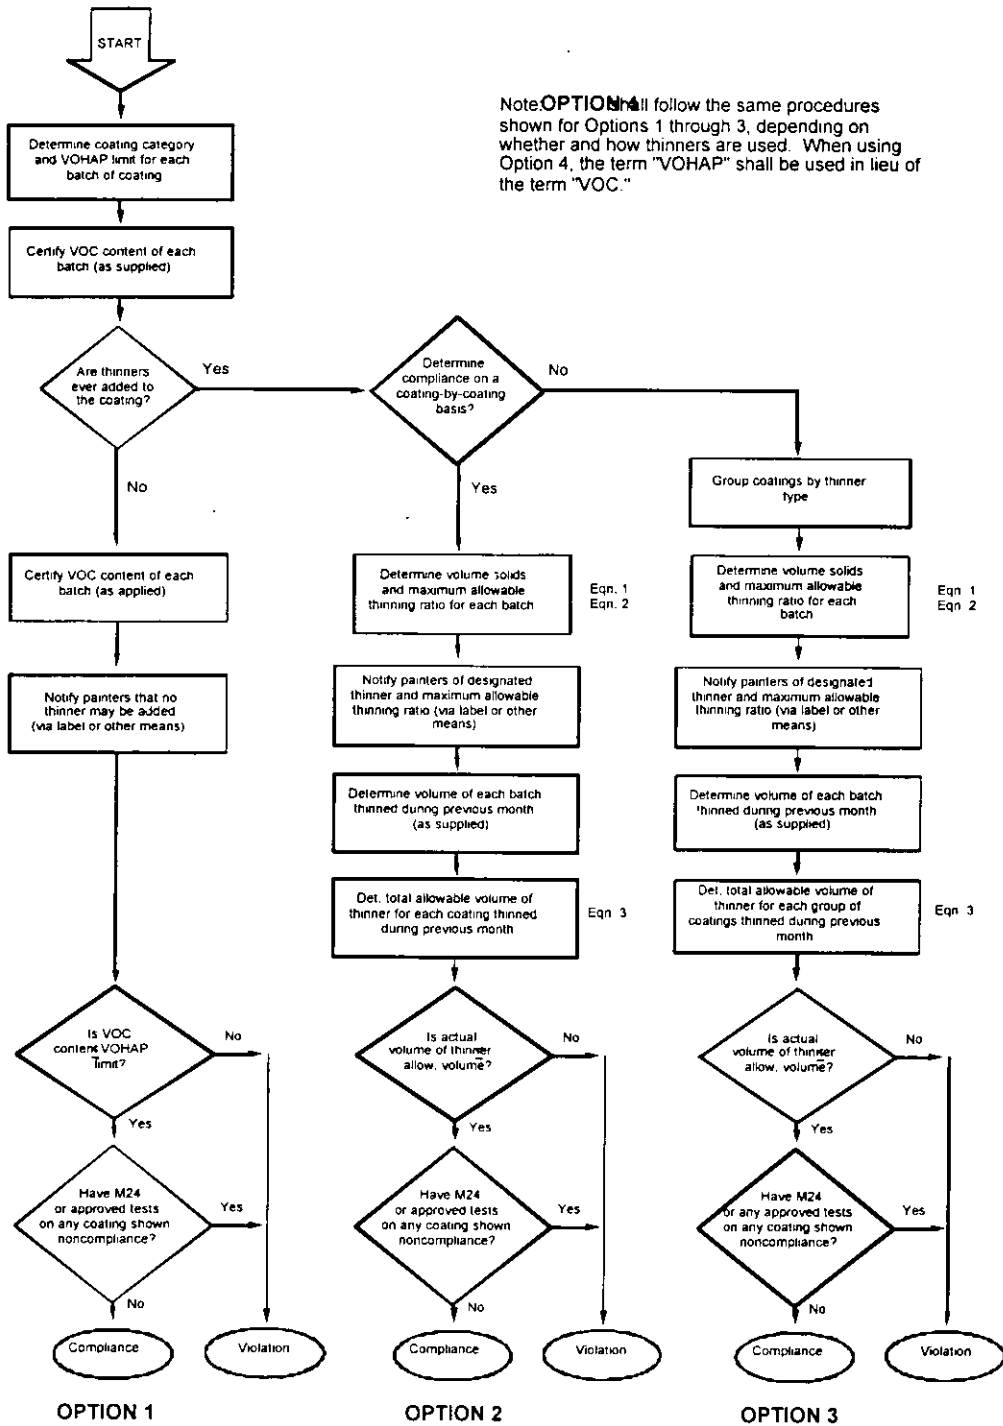 START
Note: OPTION 4 shall follow the same procedures
shown for Options 1 through 3, depending on
whether and how thinners are used. When using
Option 4, the term "VOHAP" shall be used in lieu of
the term "VOC."
Determine coating category
and VOHAP limit for each
batch of coating
Certify VOC content of each
batch (as supplied)
Are thinners
ever added to
the coating?
Yes
No
Determine
compliance on a
coating-by-coating
basis?
No
Yes
Certify VOC content of each
batch (as applied)
Notify painters that no
thinner may be added
(via label or other means)
Is VOC
content VOHAP
limit?
No
Yes
Have M24
or approved tests
on any coating shown
noncompliance?
Yes
No
Compliance
Violation
OPTION 1
Determine volume solids
and maximum allowable
thinning ratio for each batch
Eqn. 1
Eqn. 2
Notify painters of designated
thinner and maximum allowable
thinning ratio (via label or other
means)
Determine volume of each batch
thinned during previous month
(as supplied)
Det. total allowable volume of
thinner for each coating thinned
during previous month
Eqn 3
Is actual
volume of thinner
allow. volume?
No
Yes
Have M24
or approved tests
on any coating shown
noncompliance?
Yes
No
Compliance
Violation
OPTION 2
Group coatings by thinner
type
Determine volume solids
and maximum allowable
thinning ratio for each
batch
Eqn 1
Eqn 2
Notify painters of designated
thinner and maximum allowable
thinning ratio (via label or other
means)
Determine volume of each batch
thinned during previous month
(as supplied)
Det. total allowable volume of
thinner for each group of
coatings thinned during previous
month
Eqn 3
Is actual
volume of thinner
allow. volume?
No
Yes
Have M24
or any approved tests
on any coating shown
noncompliance?
Yes
No
Compliance
Violation
OPTION 3